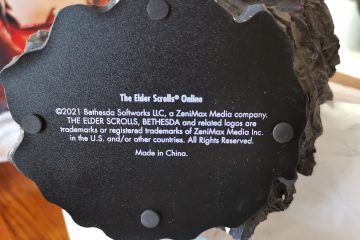 The Elder Scrolls® Online
©2021 Bethesda Softworks LLC, a ZeniMax Media company.
THE ELDER SCROLLS, BETHESDA and related logos are
trademarks or registered trademarks of ZeniMax Media Inc.
in the U.S. and/or other countries. All Rights Reserved.
Made in China.